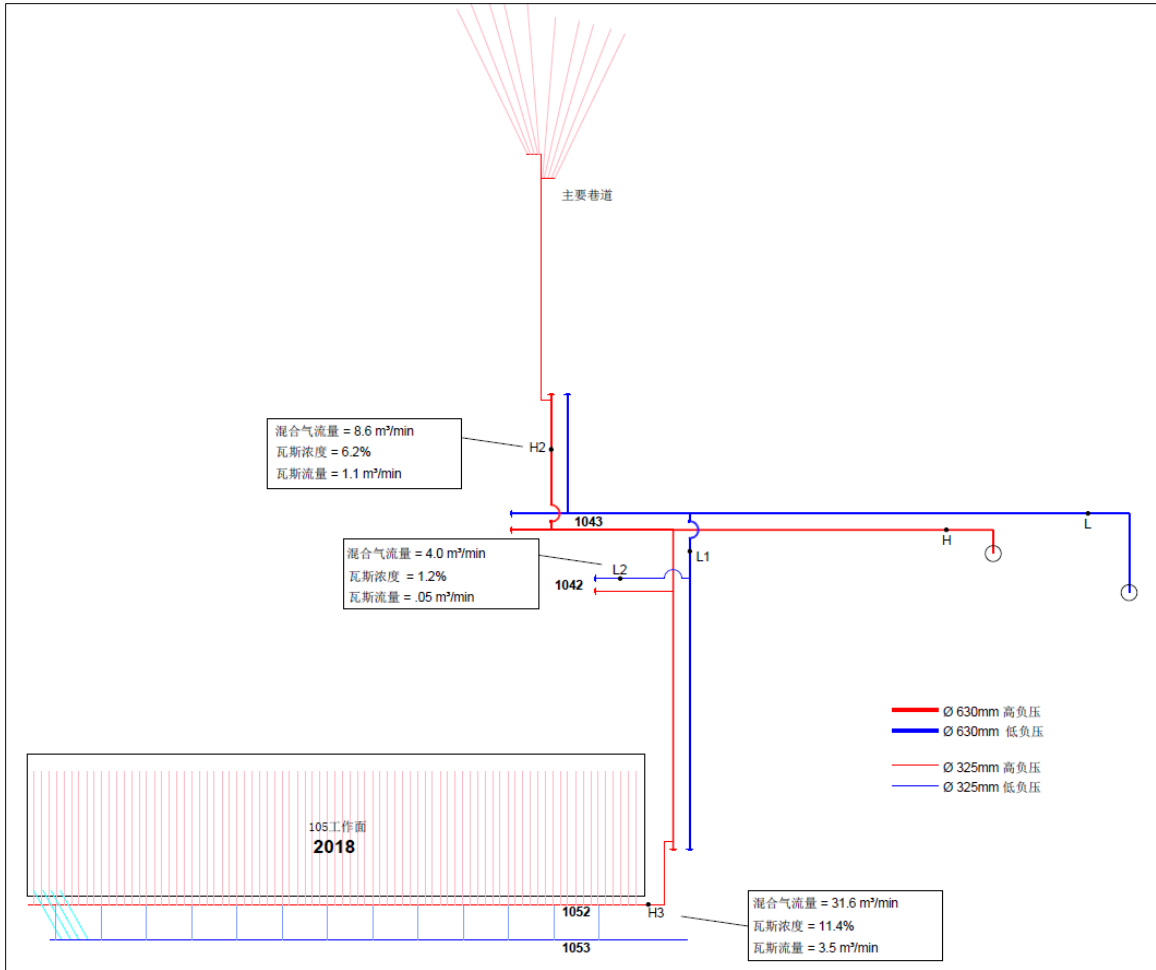 主要巷道
混合气流量 = 8.6 m³/min
瓦斯浓度 = 6.2%
瓦斯流量 = 1.1 m³/min
H2
1043
L
H
混合气流量 = 4.0 m³/min
瓦斯浓度 = 1.2%
瓦斯流量 = .05 m³/min
L1
L2
1042
Ø 630mm 高负压
Ø 630mm 低负压
Ø 325mm 高负压
Ø 325mm 低负压
105工作面
2018
1052
H3
1053
混合气流量 = 31.6 m³/min
瓦斯浓度 = 11.4%
瓦斯流量 = 3.5 m³/min